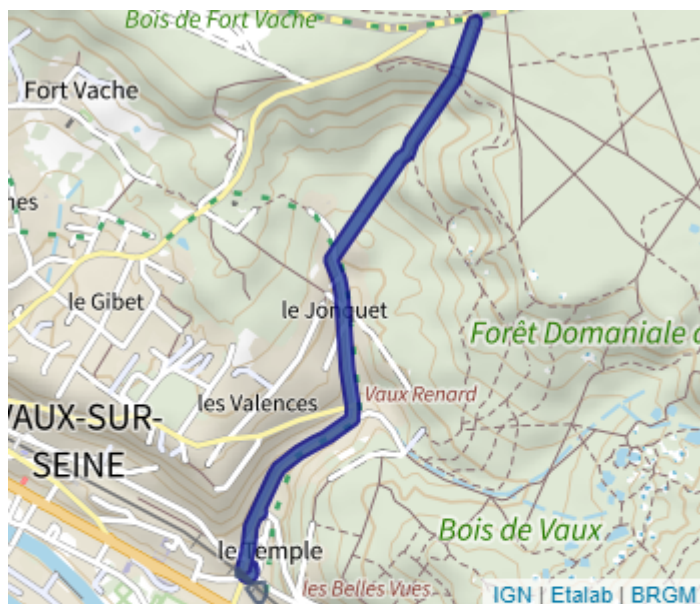 Bois de Fort Vache
Fort Vache
nes
le Gibet
le Jonquet
Forêt Domaniale d
les Valences
Vaux Renard
VAUX-SUR-
SEINE
Bois de Vaux
le Temple
les Belles Vues
IGN | Etalab | BRGM